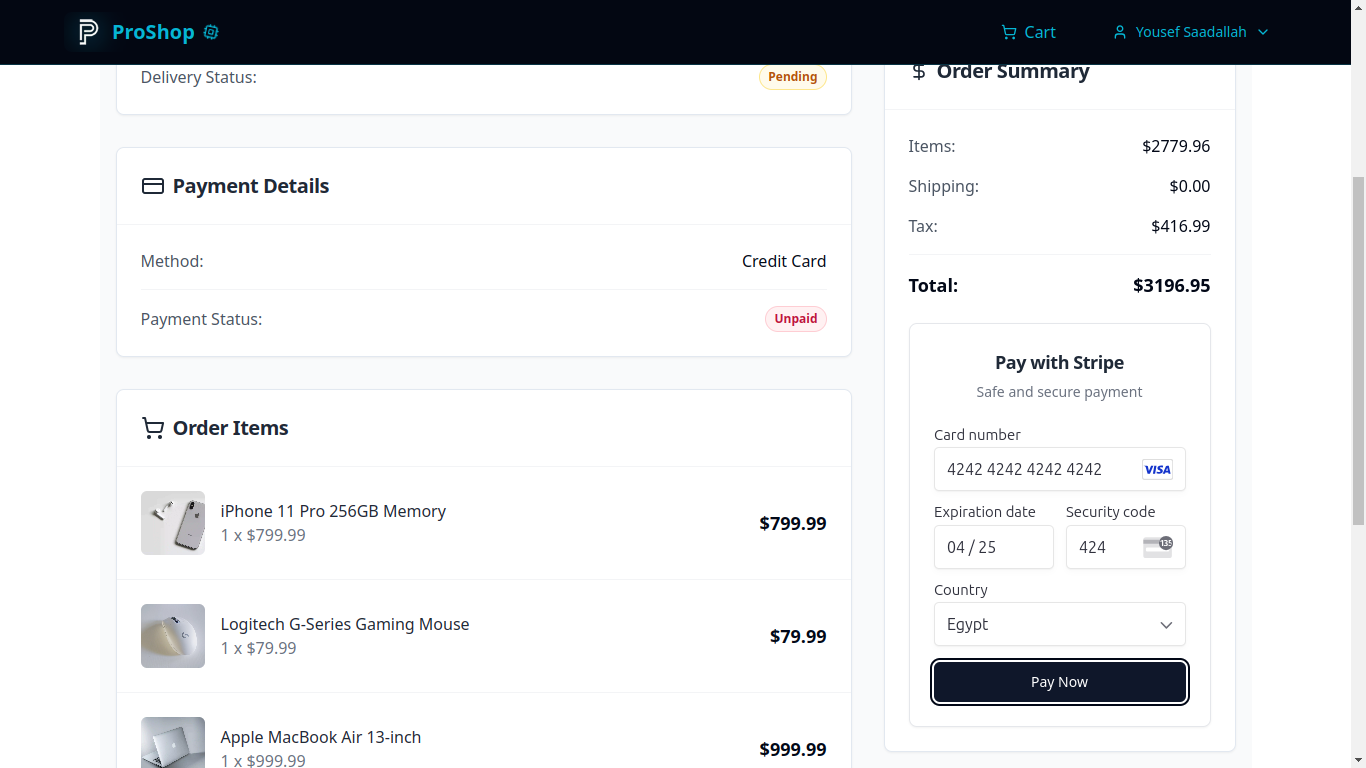 ProShop
Cart
Yousef Saadallah
Delivery Status:
Pending
Payment Details
Method:
Credit Card
Payment Status:
Unpaid
Order Items
iPhone 11 Pro 256GB Memory
1 x $799.99
$799.99
Logitech G-Series Gaming Mouse
1 x $79.99
$79.99
Apple MacBook Air 13-inch
1 x $999.99
$999.99
Order Summary
Items:
$2779.96
Shipping:
$0.00
Tax:
$416.99
Total:
$3196.95
Pay with Stripe
Safe and secure payment
Card number
4242 4242 4242 4242
VISA
Expiration date
Security code
04 / 25
424
135
Country
Egypt
Pay Now